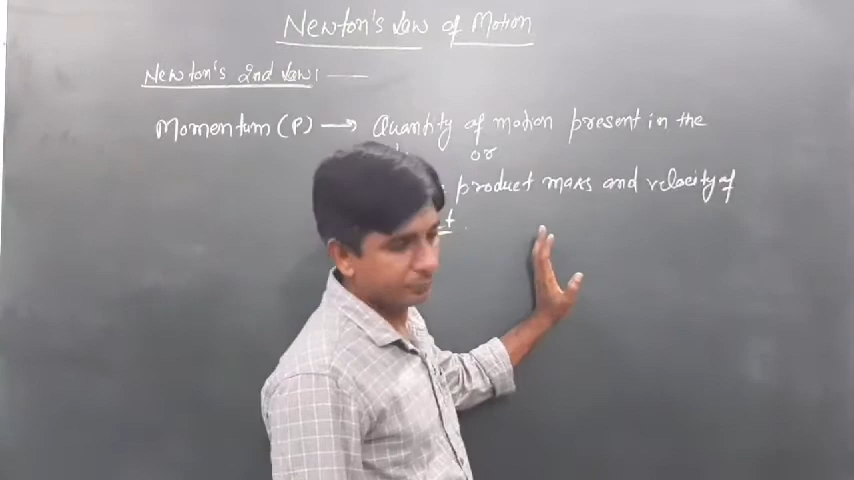 Newton's Law of Motion
Newton's 2nd Law: —
Momentum (P) → Quantity of motion present in the
or
product mass and velocity of